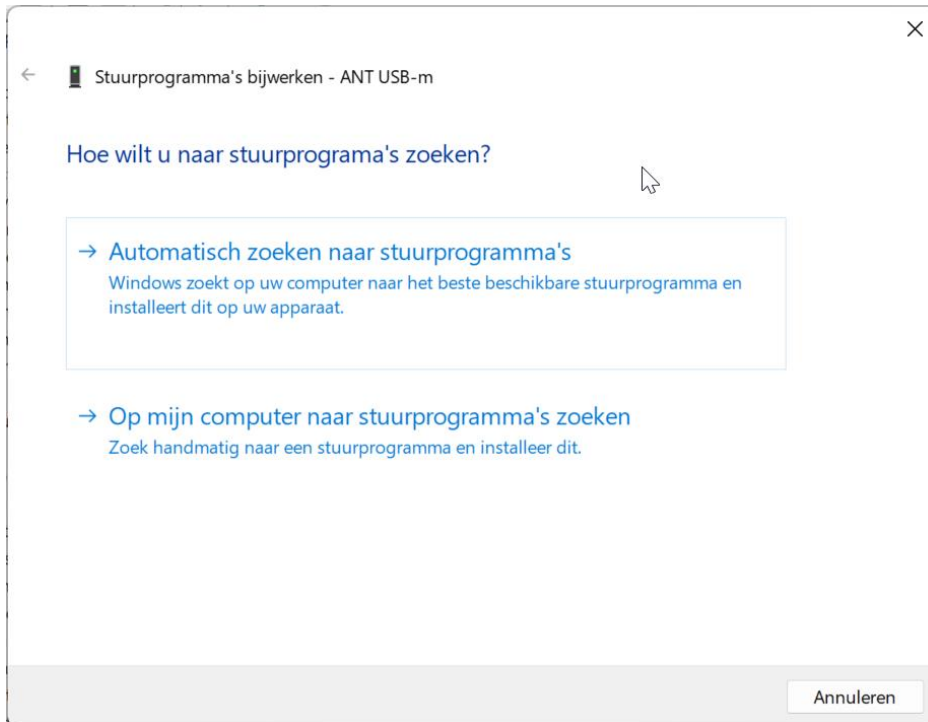 Stuurprogramma's bijwerken - ANT USB-m
Hoe wilt u naar stuurprograma's zoeken?
Automatisch zoeken naar stuurprogramma's
Windows zoekt op uw computer naar het beste beschikbare stuurprogramma en
installeert dit op uw apparaat.
Op mijn computer naar stuurprogramma's zoeken
Zoek handmatig naar een stuurprogramma en installeer dit.
Annuleren